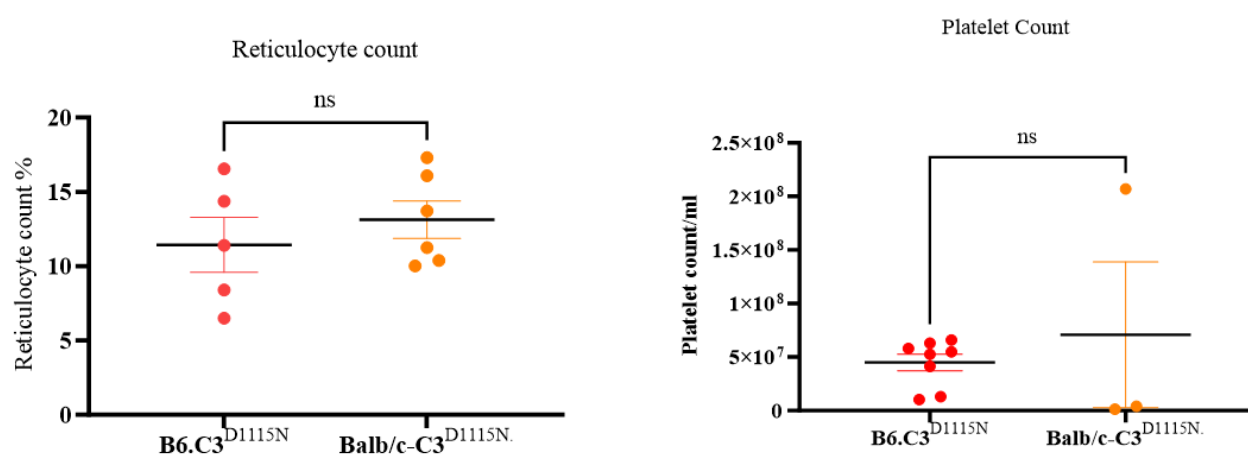 Reticulocyte count
ns
Reticulocyte count %
20
15
10
5
0
B6.C3D1115N
Balb/c-C3D1115N.
Platelet Count
ns
Platelet count/ml
2.5×10⁸
2×10⁸
1.5×10⁸
1×10⁸
5×10⁷
0
B6.C3D1115N
Balb/c-C3D1115N.